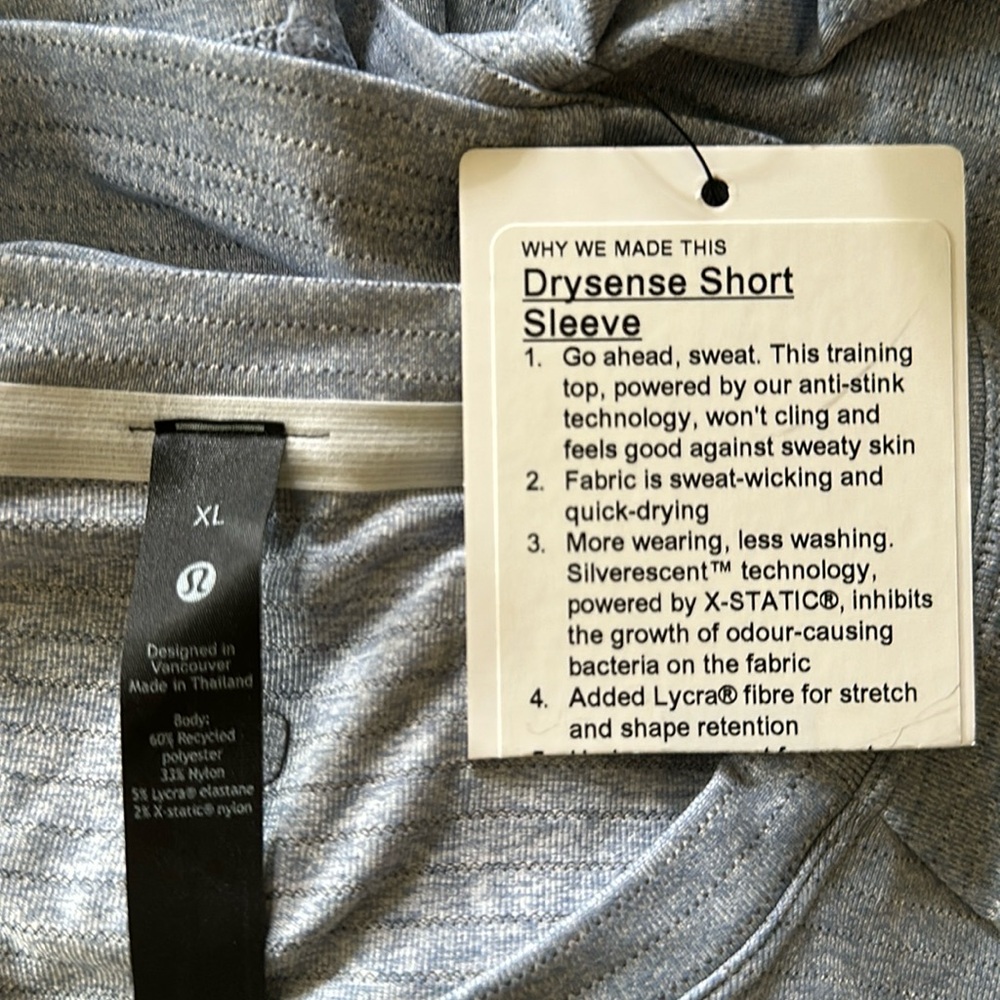 WHY WE MADE THIS
Drysense Short
Sleeve
1. Go ahead, sweat. This training
top, powered by our anti-stink
technology, won't cling and
feels good against sweaty skin
2. Fabric is sweat-wicking and
quick-drying
3. More wearing, less washing.
Silverescent™ technology,
powered by X-STATIC®, inhibits
the growth of odour-causing
bacteria on the fabric
4. Added Lycra® fibre for stretch
and shape retention
XL
Designed in
Vancouver
Made in Thailand
Body:
60% Recycled
polyester
33% Nylon
5% Lycra® elastane
2% X-static® nylon